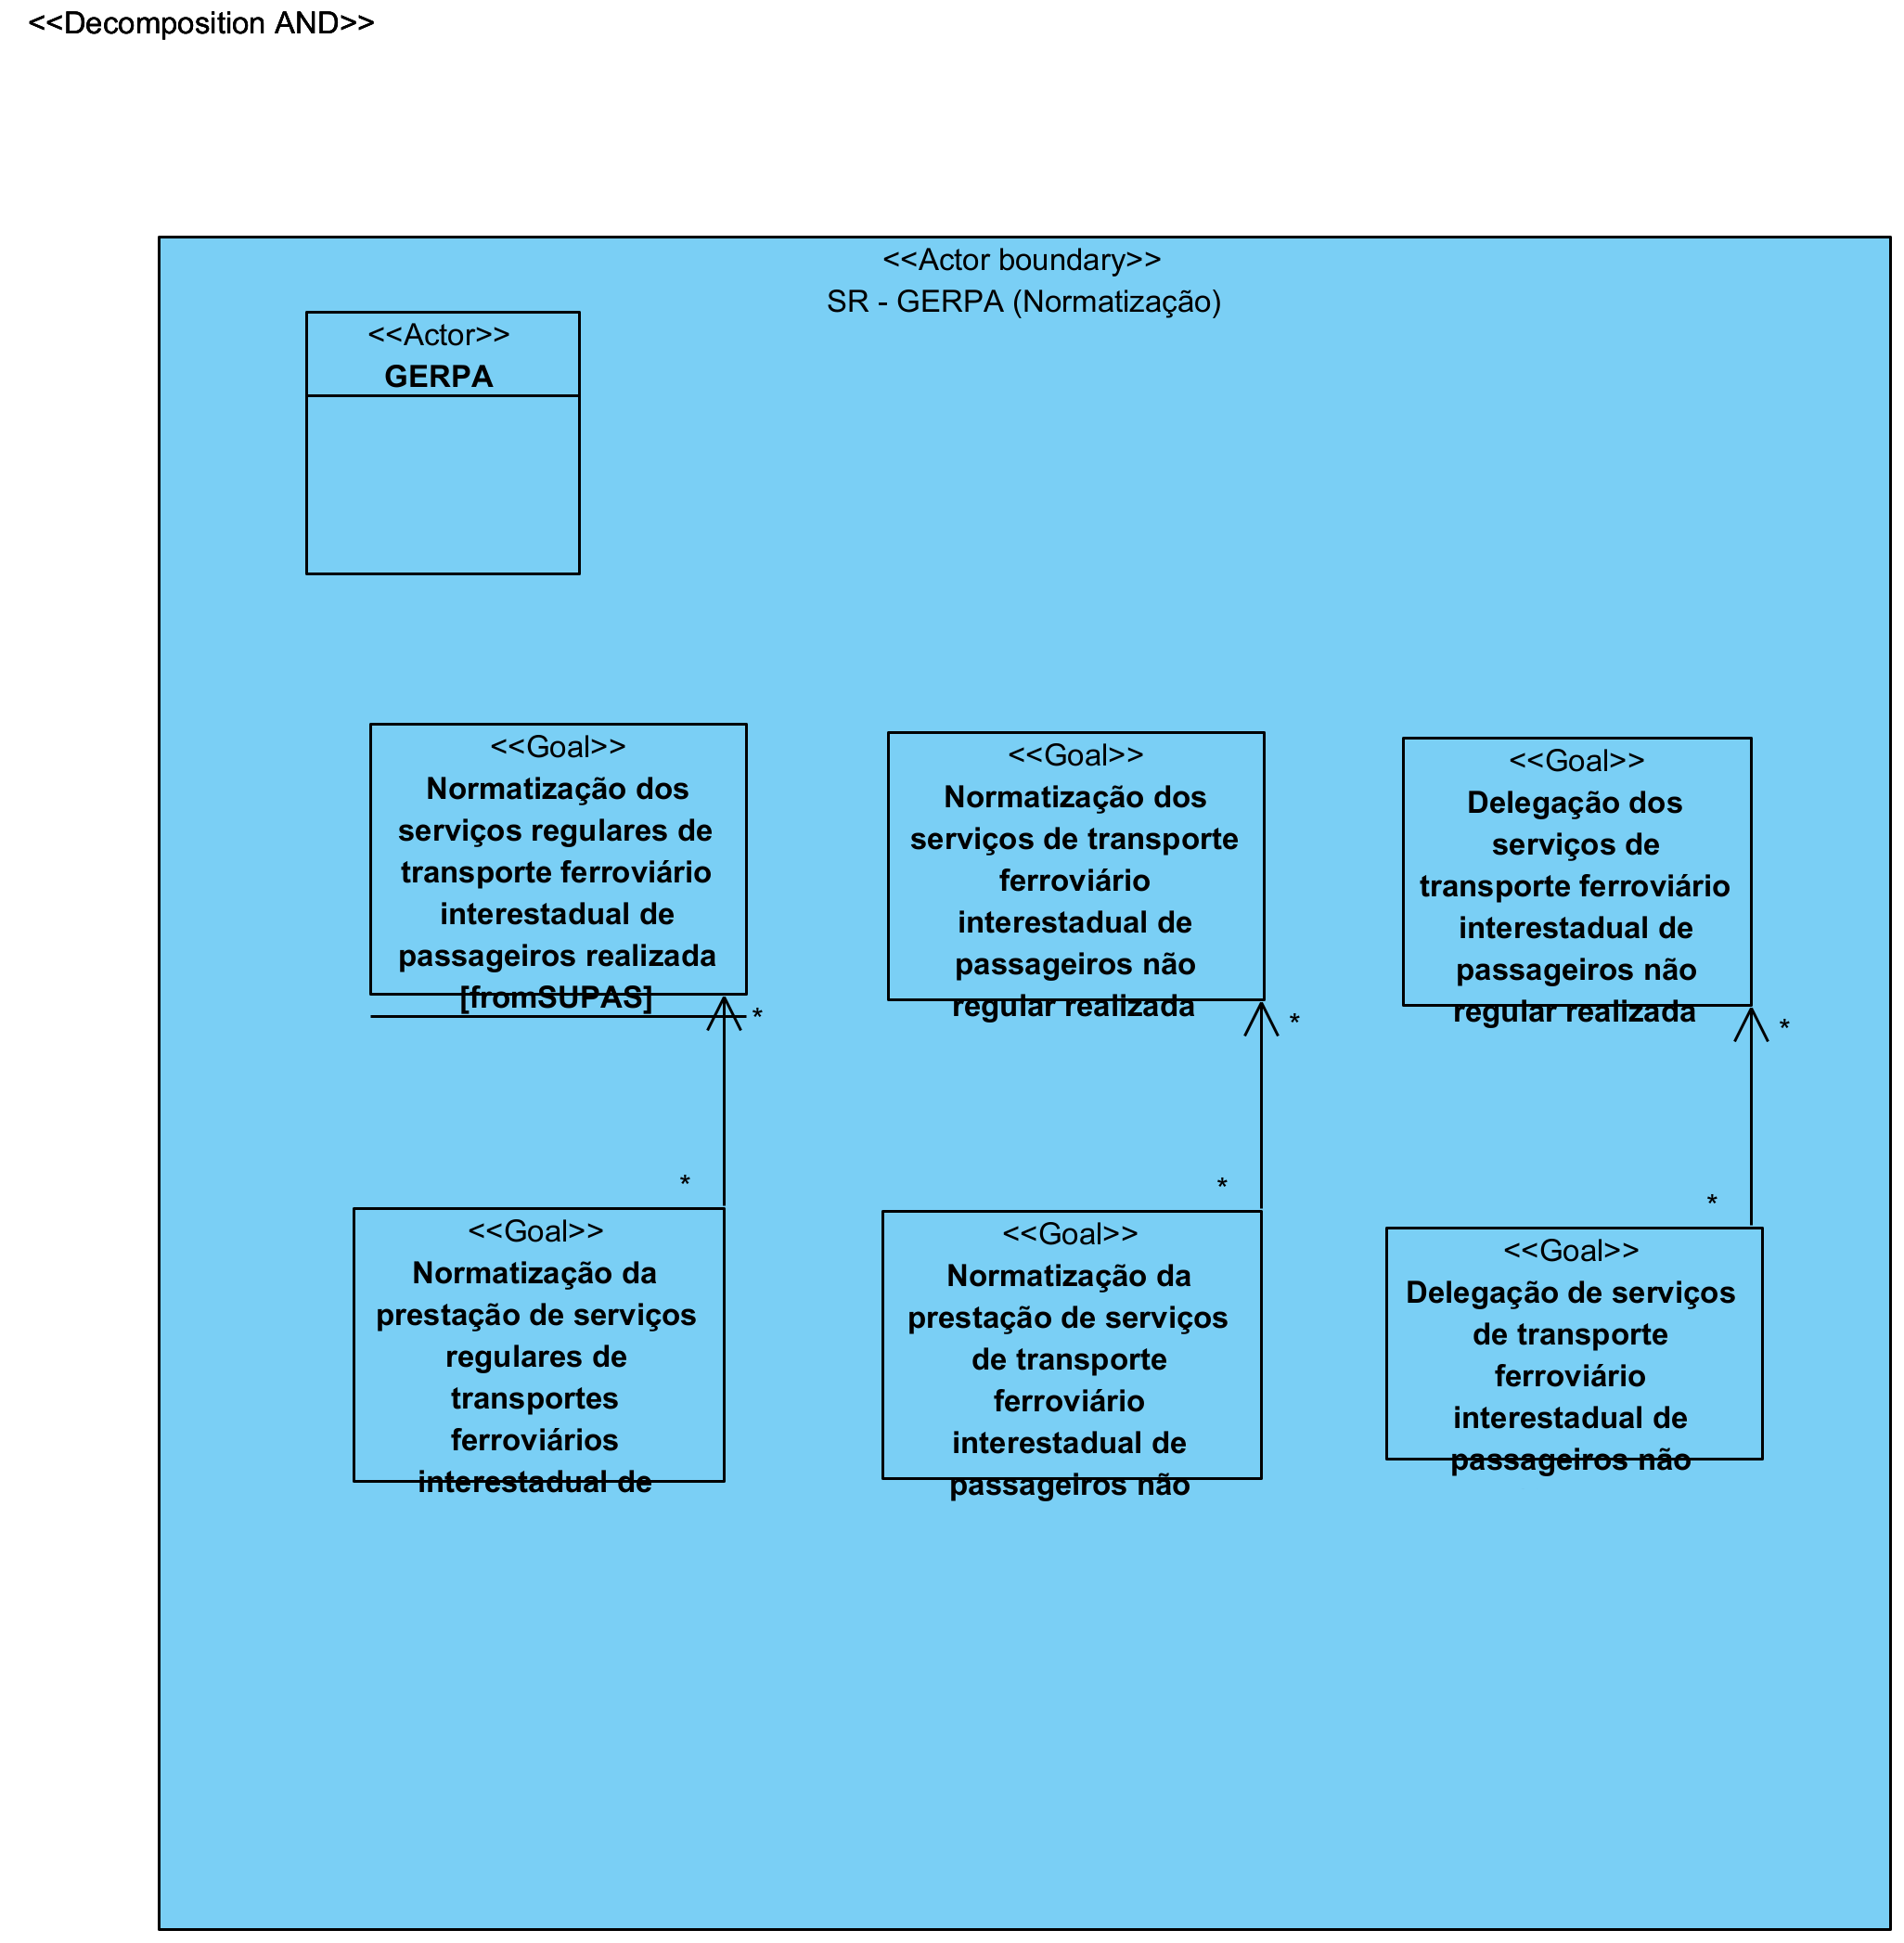 <<Decomposition AND>>
<<Actor boundary>>
SR - GERPA (Normatização)
<<Actor>>
GERPA
<<Goal>>
Normatização dos
serviços regulares de
transporte ferroviário
interestadual de
passageiros realizada
[fromSUPAS]
*
<<Goal>>
Normatização dos
serviços de transporte
ferroviário
interestadual de
passageiros não
regular realizada
*
<<Goal>>
Delegação dos
serviços de
transporte ferroviário
interestadual de
passageiros não
regular realizada
*
*
<<Goal>>
Normatização da
prestação de serviços
regulares de
transportes
ferroviários
interestadual de
*
<<Goal>>
Normatização da
prestação de serviços
de transporte
ferroviário
interestadual de
passageiros não
*
<<Goal>>
Delegação de serviços
de transporte
ferroviário
interestadual de
passageiros não